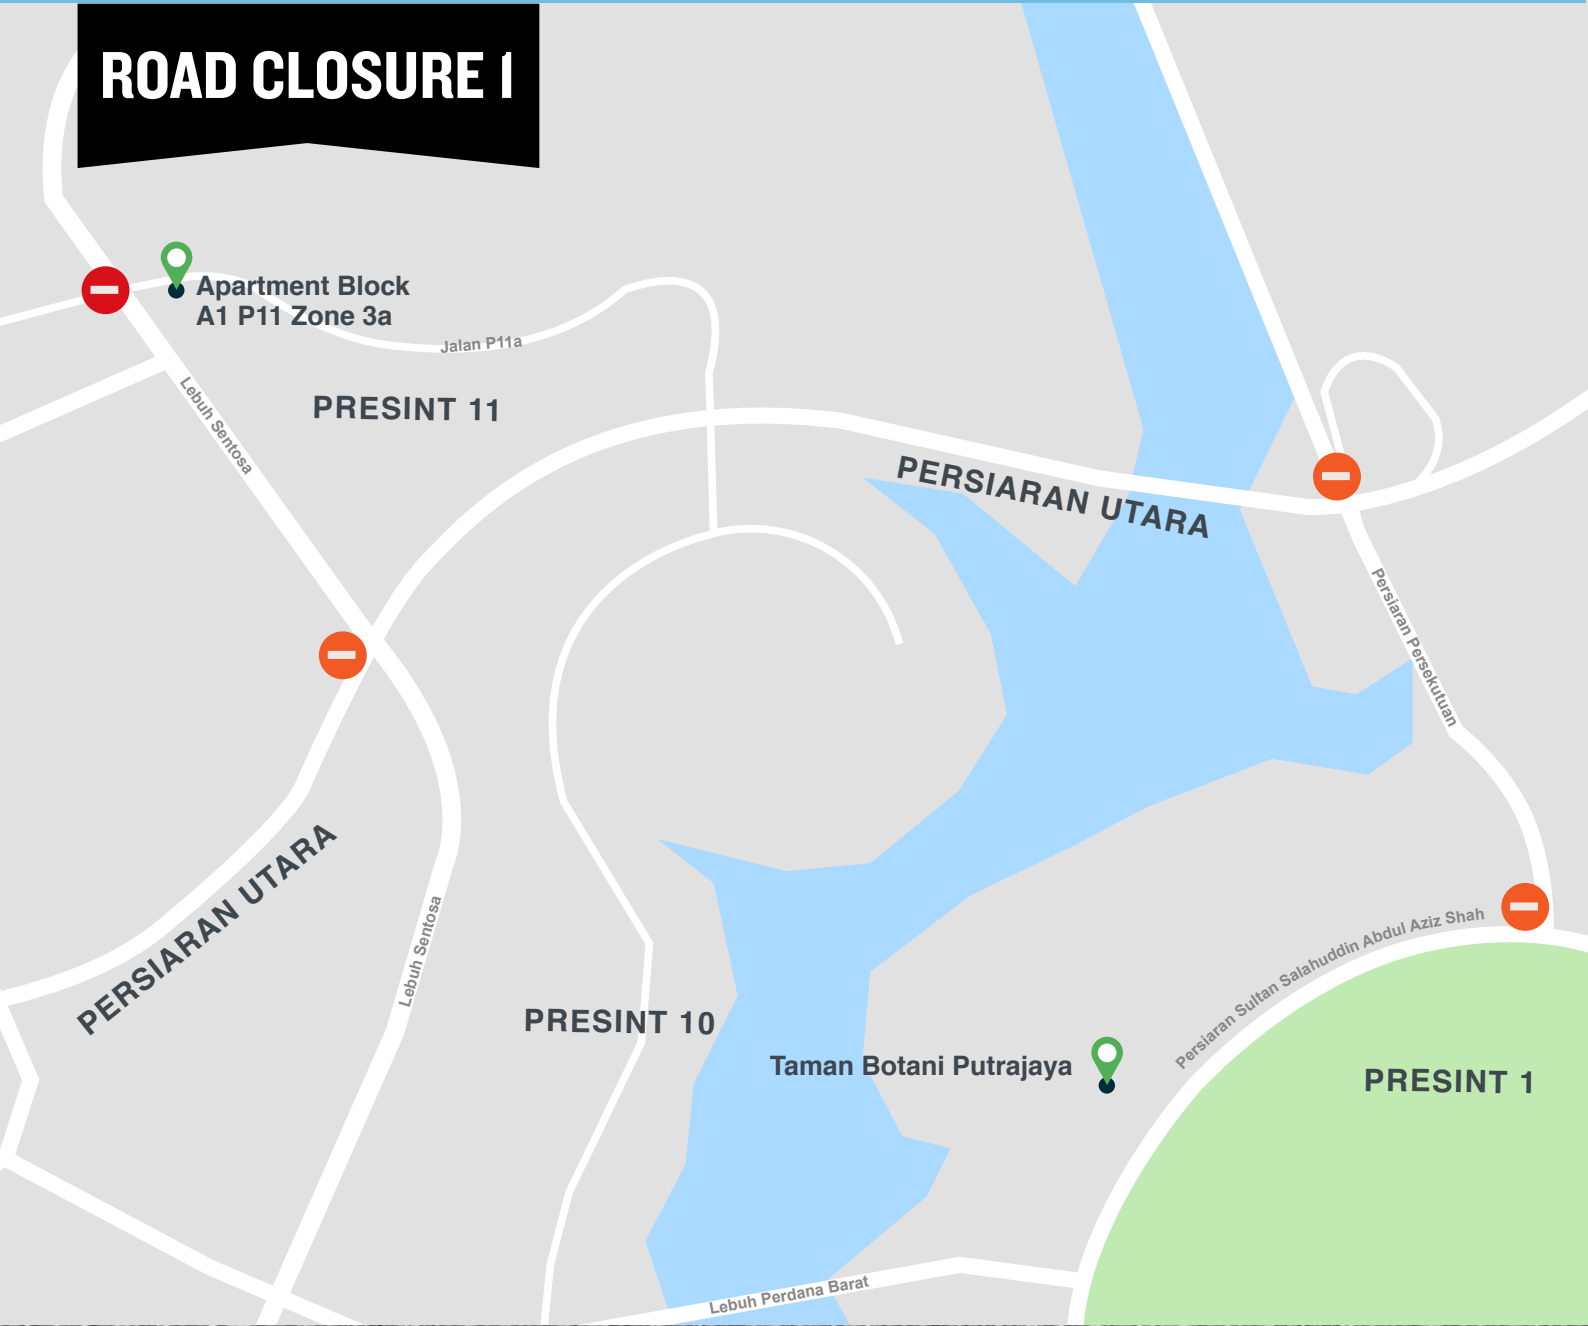 ROAD CLOSURE 1
Apartment Block
A1 P11 Zone 3a
Jalan P11a
Lebuh Sentosa
PRESINT 11
PERSIARAN UTARA
Persiaran Persekutuan
PERSIARAN UTARA
Lebuh Sentosa
Persiaran Sultan Salahuddin Abdul Aziz Shah
PRESINT 10
Taman Botani Putrajaya
PRESINT 1
Lebuh Perdana Barat